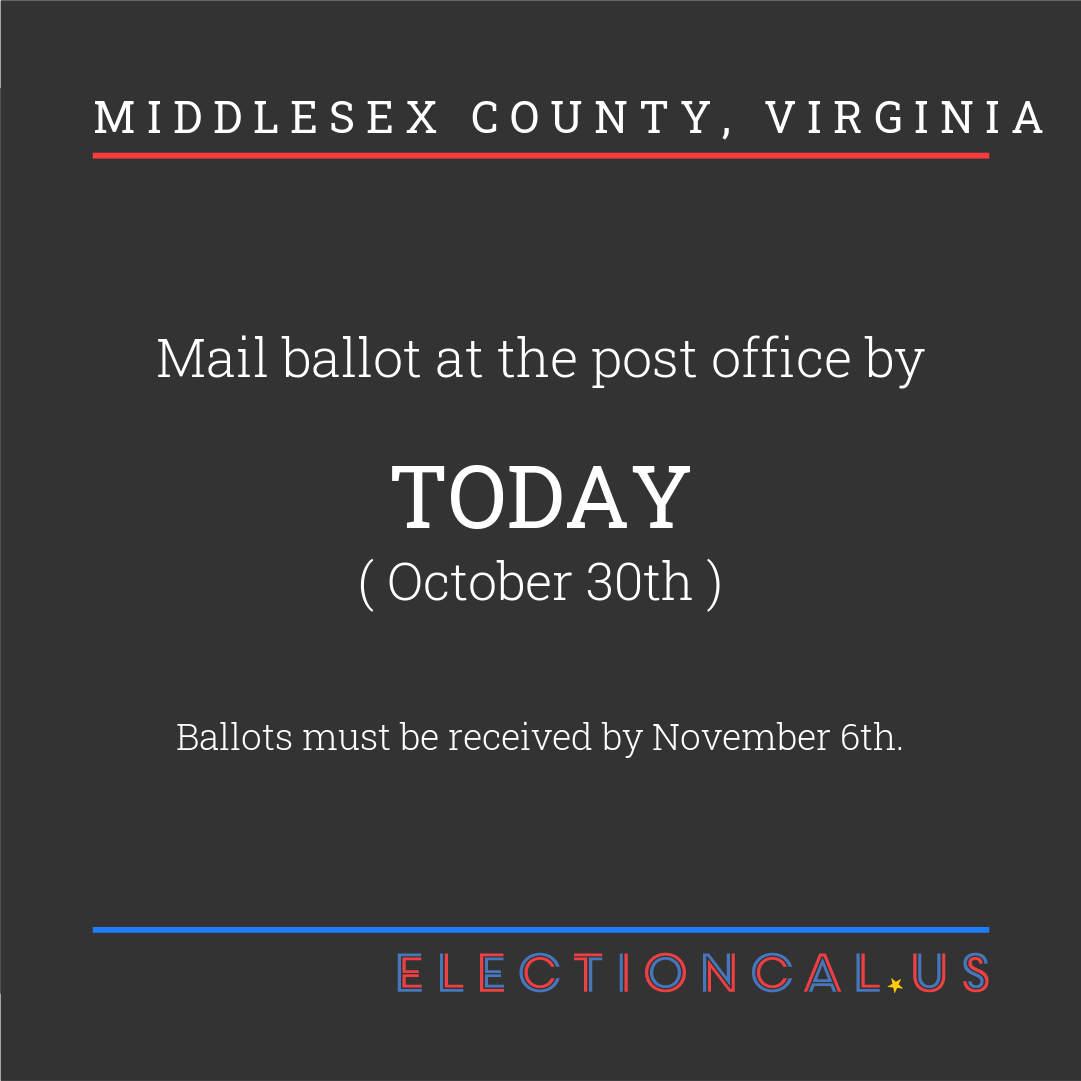 MIDDLESEX COUNTY, VIRGINIA
Mail ballot at the post office by
TODAY
( October 30th )
Ballots must be received by November 6th.
ELECTIONCAL.US